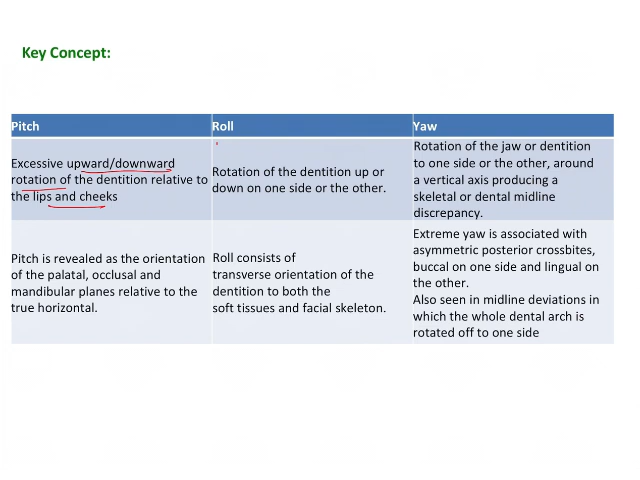 Key Concept:
Pitch
Roll
Yaw
Excessive upward/downward
rotation of the dentition relative to
the lips and cheeks
Rotation of the dentition up or
down on one side or the other.
Rotation of the jaw or dentition
to one side or the other, around
a vertical axis producing a
skeletal or dental midline
discrepancy.
Pitch is revealed as the orientation
of the palatal, occlusal and
mandibular planes relative to the
true horizontal.
Roll consists of
transverse orientation of the
dentition to both the
soft tissues and facial skeleton.
Extreme yaw is associated with
asymmetric posterior crossbites,
buccal on one side and lingual on
the other.
Also seen in midline deviations in
which the whole dental arch is
rotated off to one side